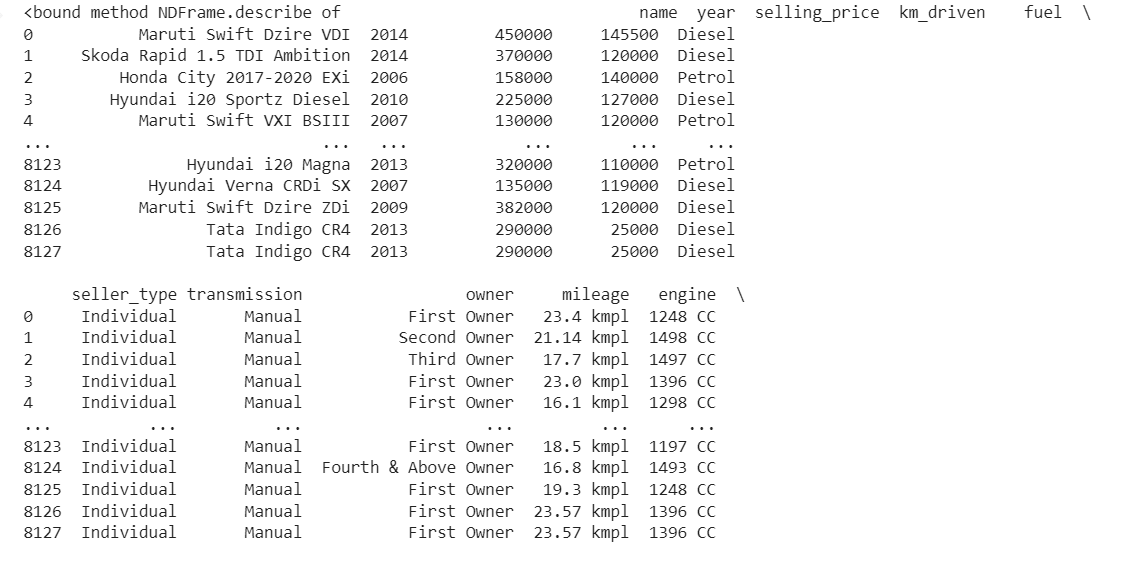 <bound method NDFrame.describe of                               name  year  selling_price  km_driven    fuel  \
0           Maruti Swift Dzire VDI  2014         450000     145500  Diesel
1     Skoda Rapid 1.5 TDI Ambition  2014         370000     120000  Diesel
2         Honda City 2017-2020 EXi  2006         158000     140000  Petrol
3        Hyundai i20 Sportz Diesel  2010         225000     127000  Diesel
4           Maruti Swift VXI BSIII  2007         130000     120000  Petrol
...                            ...   ...            ...        ...     ...
8123             Hyundai i20 Magna  2013         320000     110000  Petrol
8124         Hyundai Verna CRDi SX  2007         135000     119000  Diesel
8125        Maruti Swift Dzire ZDi  2009         382000     120000  Diesel
8126               Tata Indigo CR4  2013         290000      25000  Diesel
8127               Tata Indigo CR4  2013         290000      25000  Diesel
     seller_type transmission                 owner     mileage   engine  \
0     Individual       Manual           First Owner   23.4 kmpl  1248 CC
1     Individual       Manual          Second Owner  21.14 kmpl  1498 CC
2     Individual       Manual           Third Owner   17.7 kmpl  1497 CC
3     Individual       Manual           First Owner   23.0 kmpl  1396 CC
4     Individual       Manual           First Owner   16.1 kmpl  1298 CC
...          ...          ...                   ...         ...      ...
8123  Individual       Manual           First Owner   18.5 kmpl  1197 CC
8124  Individual       Manual  Fourth & Above Owner   16.8 kmpl  1493 CC
8125  Individual       Manual           First Owner   19.3 kmpl  1248 CC
8126  Individual       Manual           First Owner  23.57 kmpl  1396 CC
8127  Individual       Manual           First Owner  23.57 kmpl  1396 CC